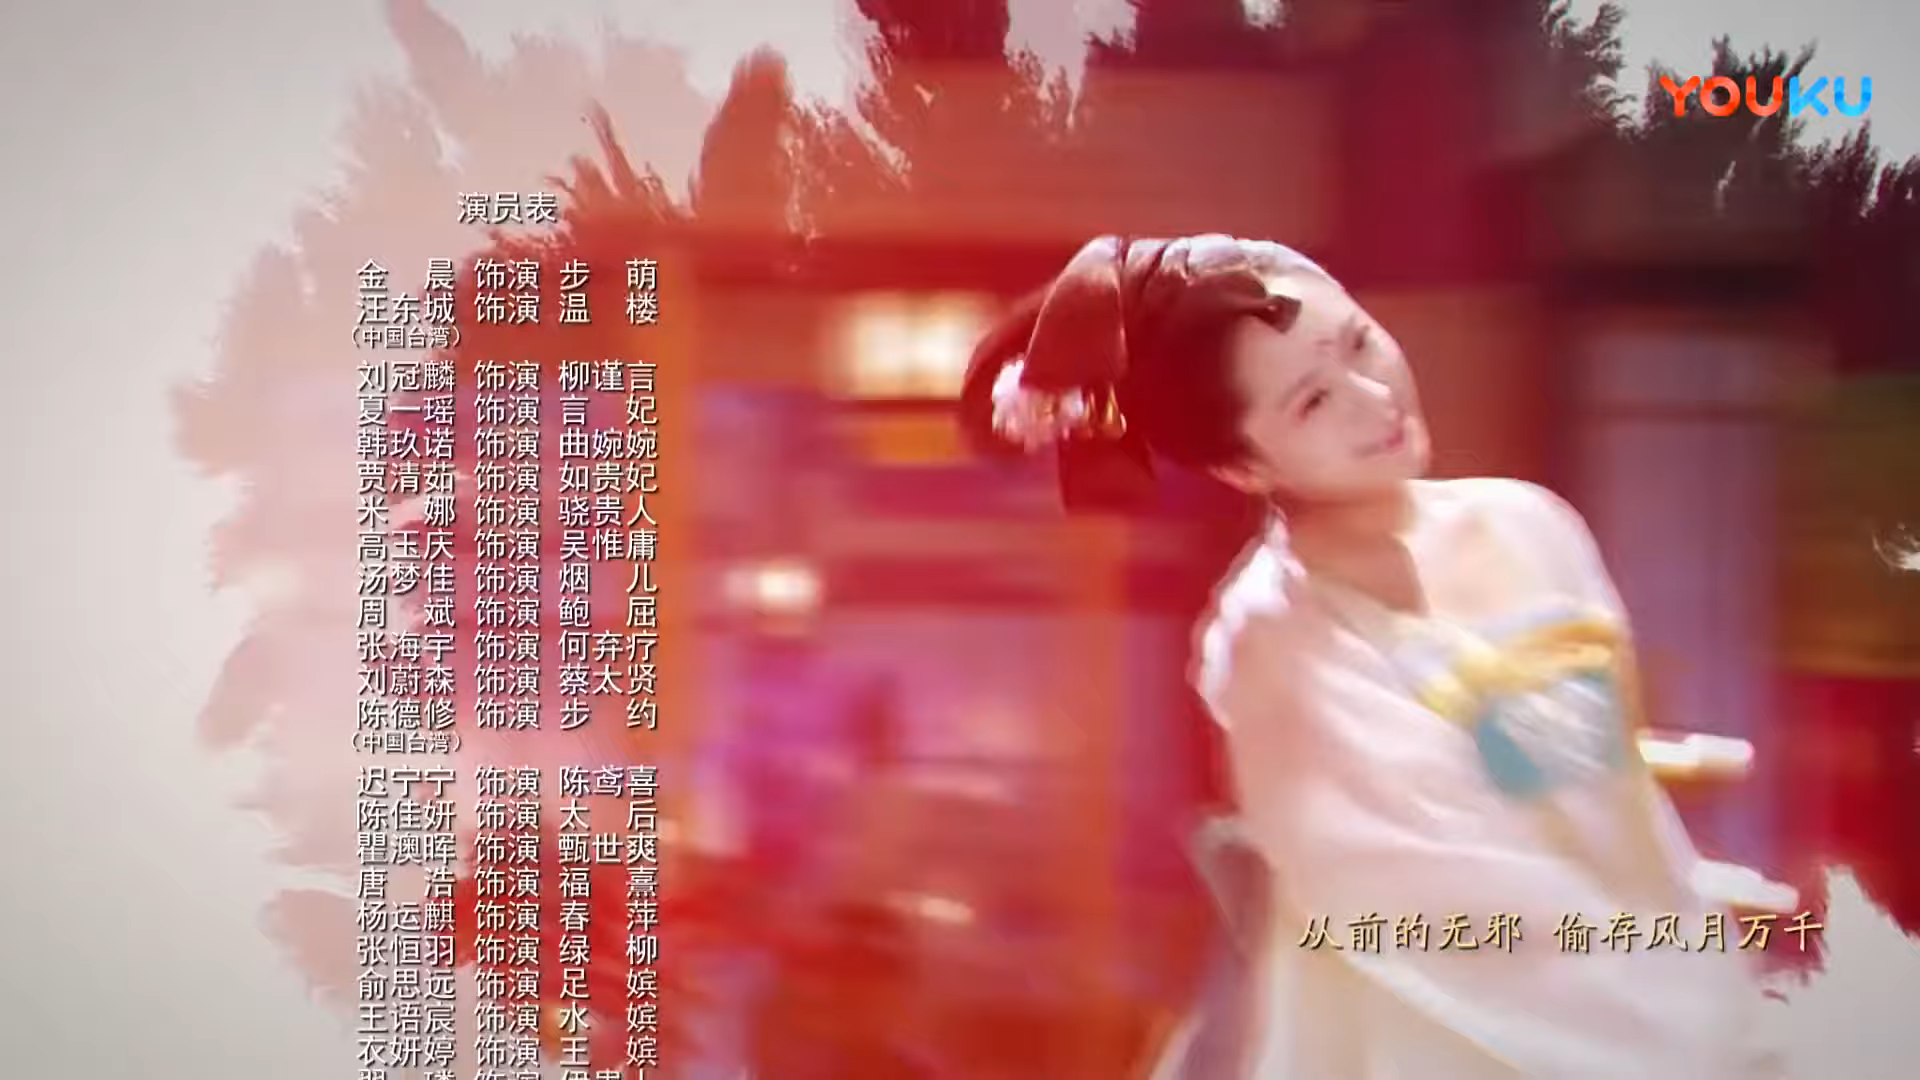 YOUKU
演员表
金 晨 饰演 步 萌
汪东城 饰演 温 楼
（中国台湾）
刘冠麟 饰演 柳谨言
夏一瑶 饰演 言 妃
韩玖诺 饰演 曲婉婉
贾清茹 饰演 如贵妃
米 娜 饰演 骁贵人
高玉庆 饰演 吴惟庸
汤梦佳 饰演 烟 儿
周 斌 饰演 鲍 屈
张海宇 饰演 何弃疗
刘蔚森 饰演 蔡太贤
陈德修 饰演 步 约
（中国台湾）
迟宁宁 饰演 陈鸢喜
陈佳妍 饰演 太 后
瞿澳晖 饰演 甄世爽
唐 浩 饰演 福 熹
杨运麒 饰演 春 萍
张恒羽 饰演 绿 柳
俞思远 饰演 足 嫔
王语宸 饰演 水 嫔
衣妍婷 饰演 王 嫔
从前的无邪 偷存风月万千